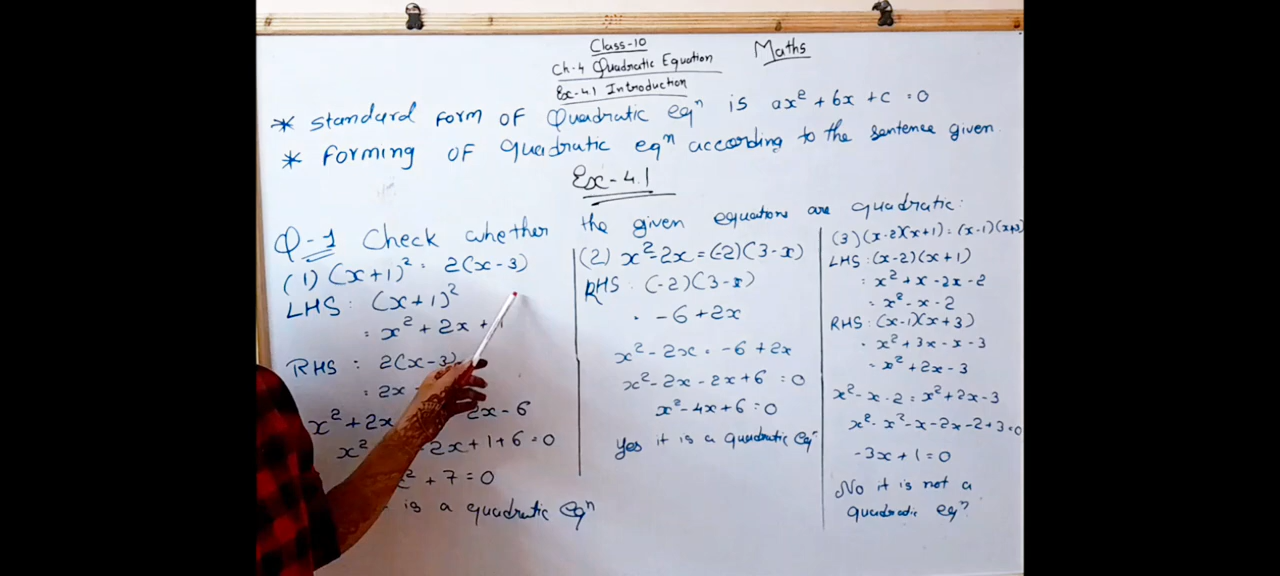 Class-10
Maths
Ch-4 Quadratic Equation
Ex-4.1 Introduction
* Standard form of Quadratic eqⁿ is ax² + bx + c = 0
* forming of quadratic eqⁿ according to the sentence given.
Ex-4.1
Q-1 Check whether the given equations are quadratic:
(1) (x+1)² = 2(x-3)
LHS: (x+1)²
= x² + 2x + 1
RHS: 2(x-3)
= 2x
x² + 2x 2x - 6
x² - 2x + 1 + 6 = 0
+ 7 = 0
is a quadratic eqⁿ
(2) x² - 2x = (-2)(3-x)
RHS: (-2)(3-x)
= -6 + 2x
x² - 2x = -6 + 2x
x² - 2x - 2x + 6 = 0
x² - 4x + 6 = 0
Yes it is a quadratic eqⁿ
(3) (x-2)(x+1) = (x-1)(x+3)
LHS: (x-2)(x+1)
= x² + x - 2x - 2
= x² - x - 2
RHS: (x-1)(x+3)
= x² + 3x - x - 3
= x² + 2x - 3
x² - x - 2 = x² + 2x - 3
x² - x² - x - 2x - 2 + 3 = 0
-3x + 1 = 0
No it is not a
quadratic eqⁿ